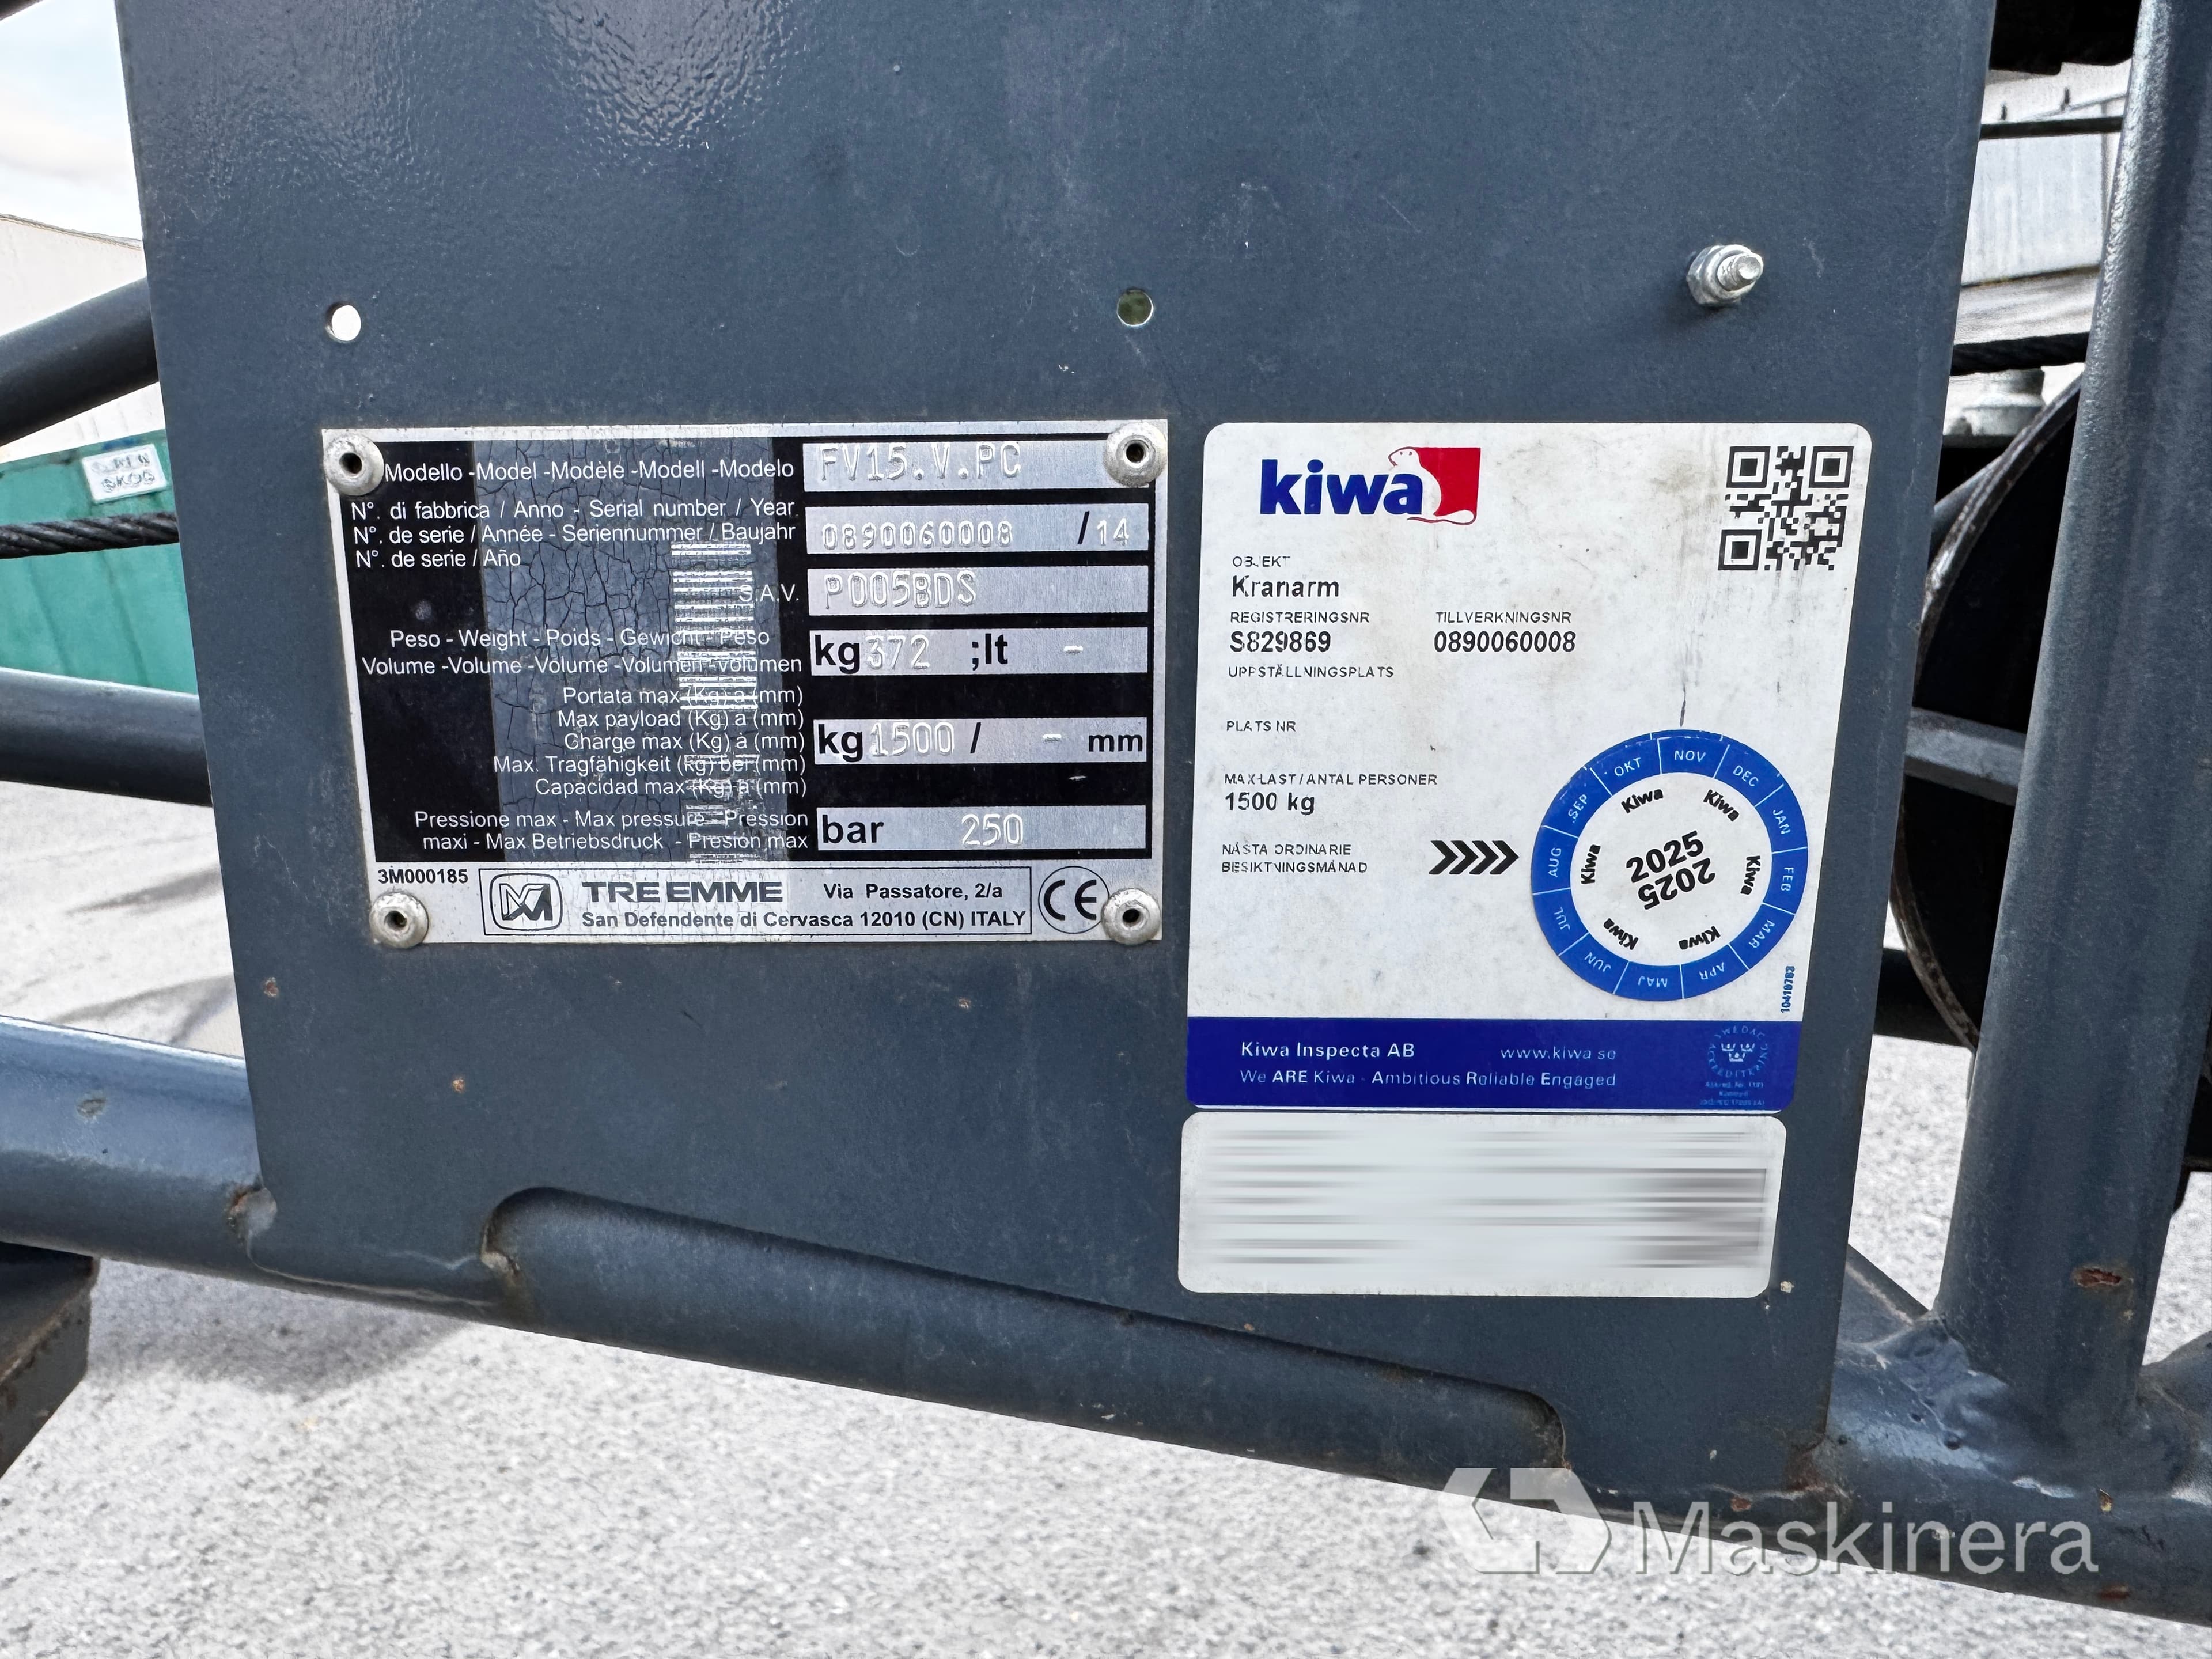 Modello -Model -Modèle -Modell -Modelo FV15.V.PC
N°. di fabbrica / Anno - Serial number / Year
N°. de serie / Année - Seriennummer / Baujahr 0890060008 / 14
N°. de serie / Año
S.A.V. P005BDS
Peso - Weight - Poids - Gewicht - Peso
Volume -Volume -Volume -Volumen -volumen kg 372 ;lt -
Portata max (Kg) a (mm)
Max payload (Kg) a (mm)
Charge max (Kg) a (mm) kg 1500 / - mm
Max. Tragfähigkeit (kg) bei (mm)
Capacidad max (Kg) a (mm)
Pressione max - Max pressure - Pression
maxi - Max Betriebsdruck - Presion max bar 250
3M000185
TRE EMME Via Passatore, 2/a
San Defendente di Cervasca 12010 (CN) ITALY
CE
kiwa
OBJEKT
Kranarm
REGISTRERINGSNR TILLVERKNINGSNR
S829869 0890060008
UPPSTÄLLNINGSPLATS
PLATS NR
MAXLAST / ANTAL PERSONER
1500 kg
NÄSTA ORDINARIE
BESIKTNINGSMÅNAD
JAN FEB MAR APR MAJ JUN JUL AUG SEP OKT NOV DEC
Kiwa Kiwa Kiwa Kiwa Kiwa Kiwa
2025
2025
10418783
Kiwa Inspecta AB www.kiwa.se
We ARE Kiwa - Ambitious Reliable Engaged
SWEDAC
ACKREDITERING
Maskinera